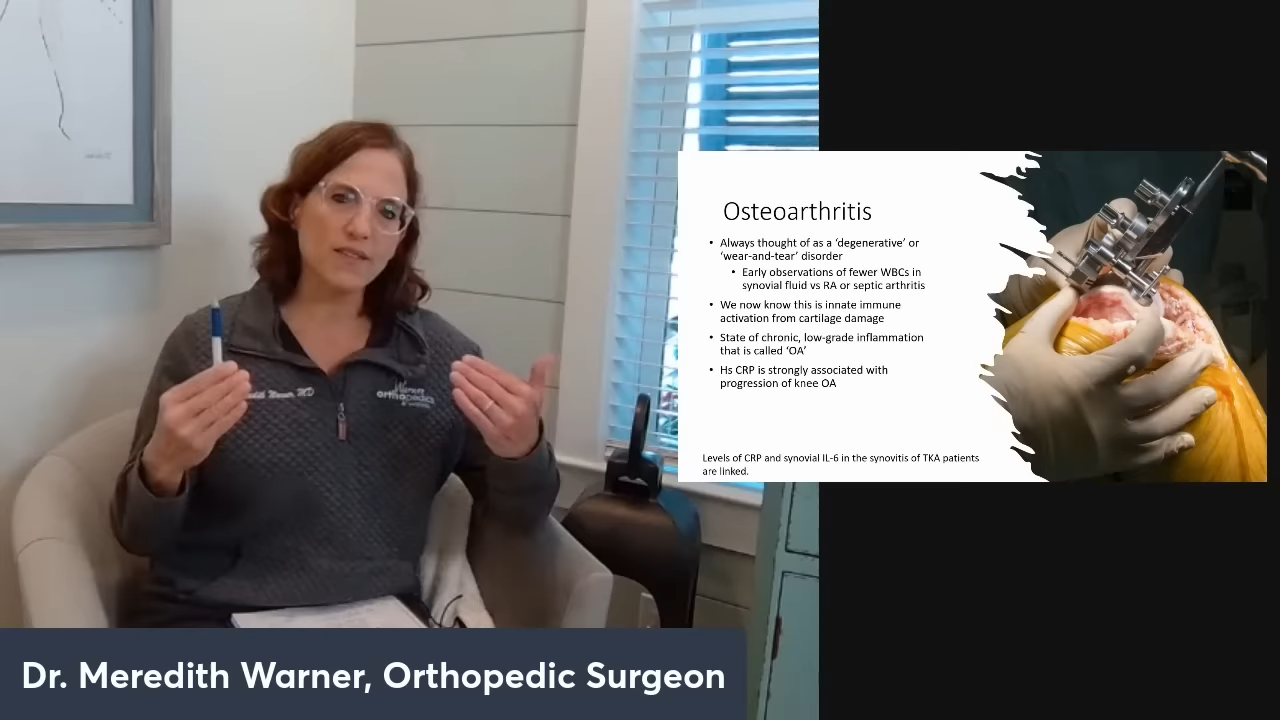 Meredith Warner, MD
Warner
orthopedics
Osteoarthritis
• Always thought of as a ‘degenerative’ or
‘wear-and-tear’ disorder
• Early observations of fewer WBCs in
synovial fluid vs RA or septic arthritis
• We now know this is innate immune
activation from cartilage damage
• State of chronic, low-grade inflammation
that is called ‘OA’
• Hs CRP is strongly associated with
progression of knee OA
Levels of CRP and synovial IL-6 in the synovitis of TKA patients
are linked.
Dr. Meredith Warner, Orthopedic Surgeon